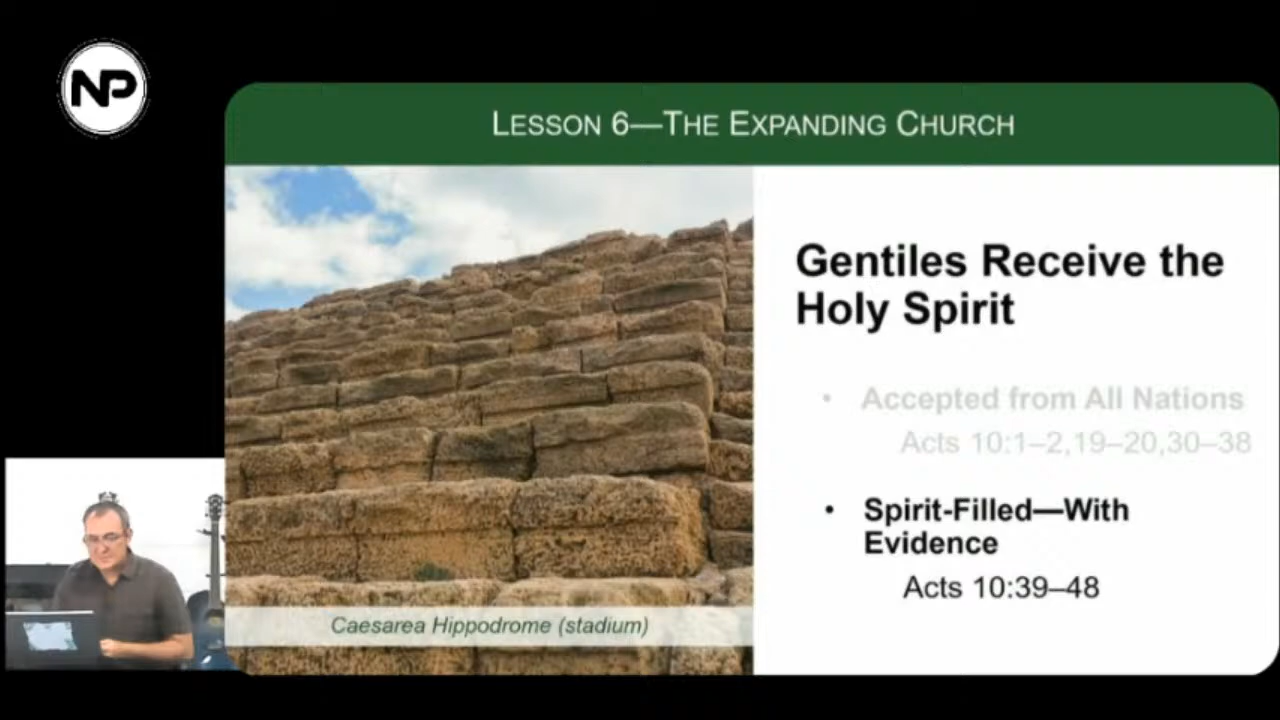 NP
LESSON 6—THE EXPANDING CHURCH
Gentiles Receive the
Holy Spirit
• Accepted from All Nations
Acts 10:1–2,19–20,30–38
• Spirit-Filled—With
Evidence
Acts 10:39–48
Caesarea Hippodrome (stadium)